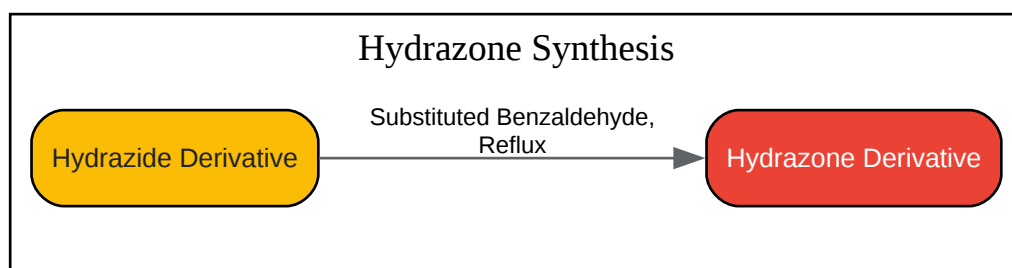 Hydrazone Synthesis
Substituted Benzaldehyde,
Reflux
Hydrazide Derivative
Hydrazone Derivative